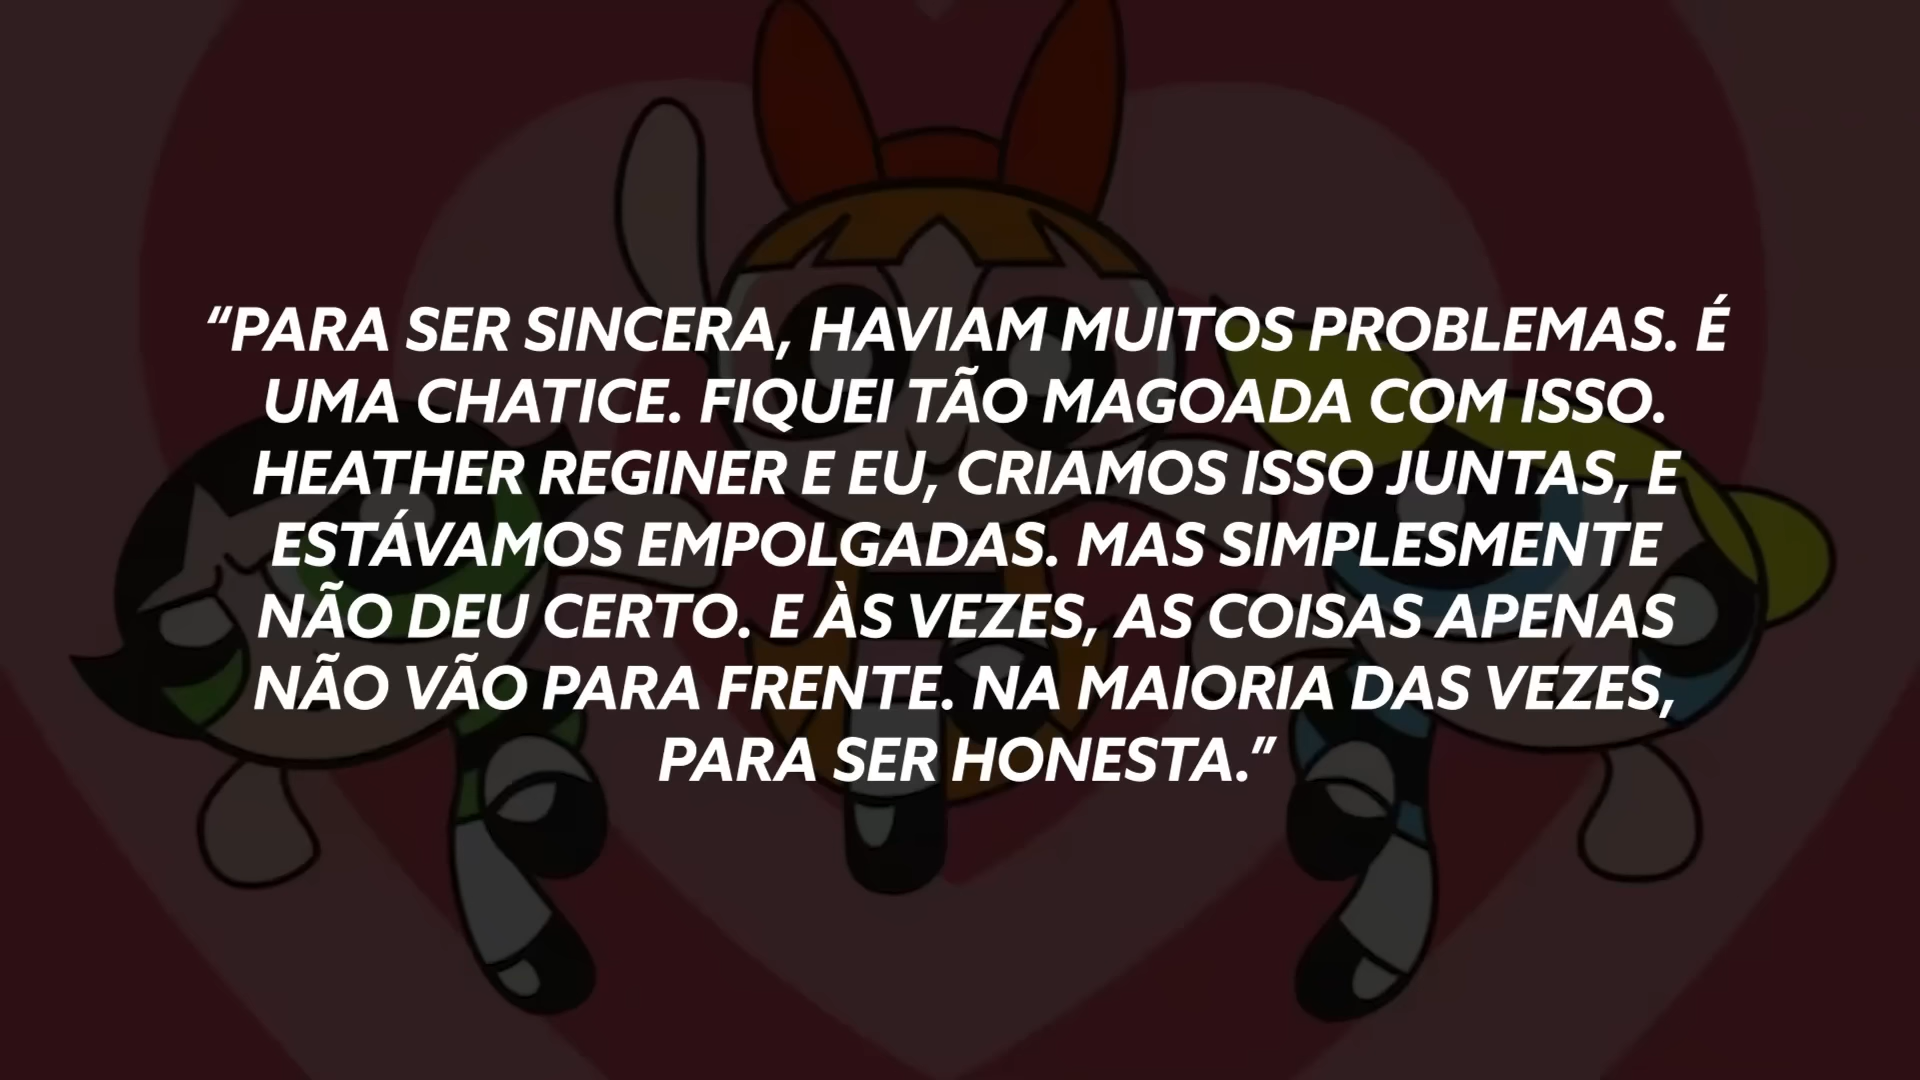 “PARA SER SINCERA, HAVIAM MUITOS PROBLEMAS. É
UMA CHATICE. FIQUEI TÃO MAGOADA COM ISSO.
HEATHER REGINER E EU, CRIAMOS ISSO JUNTAS, E
ESTÁVAMOS EMPOLGADAS. MAS SIMPLESMENTE
NÃO DEU CERTO. E ÀS VEZES, AS COISAS APENAS
NÃO VÃO PARA FRENTE. NA MAIORIA DAS VEZES,
PARA SER HONESTA.”